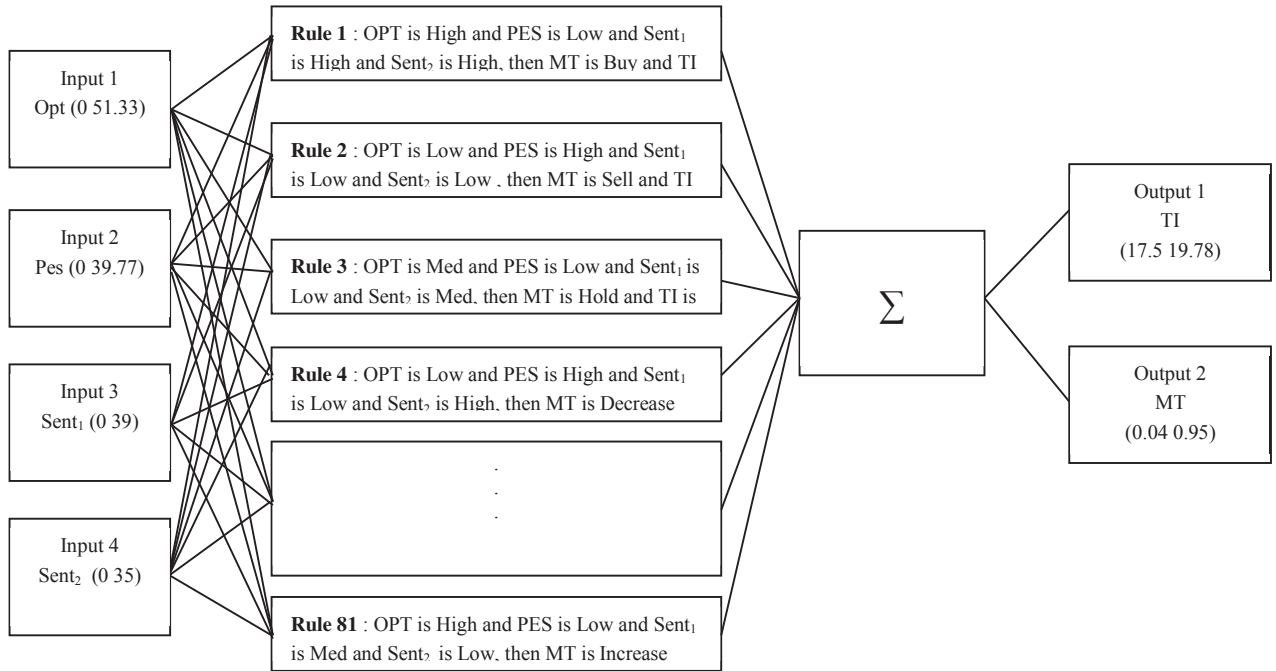 Input 1
Opt (0 51.33)
Input 2
Pes (0 39.77)
Input 3
Sent₁ (0 39)
Input 4
Sent₂ (0 35)
Rule 1 : OPT is High and PES is Low and Sent₁
is High and Sent₂ is High, then MT is Buy and TI
Rule 2 : OPT is Low and PES is High and Sent₁
is Low and Sent₂ is Low , then MT is Sell and TI
Rule 3 : OPT is Med and PES is Low and Sent₁ is
Low and Sent₂ is Med, then MT is Hold and TI is
Rule 4 : OPT is Low and PES is High and Sent₁
is Low and Sent₂ is High, then MT is Decrease
.
.
.
Rule 81 : OPT is High and PES is Low and Sent₁
is Med and Sent₂ is Low, then MT is Increase
∑
Output 1
TI
(17.5 19.78)
Output 2
MT
(0.04 0.95)